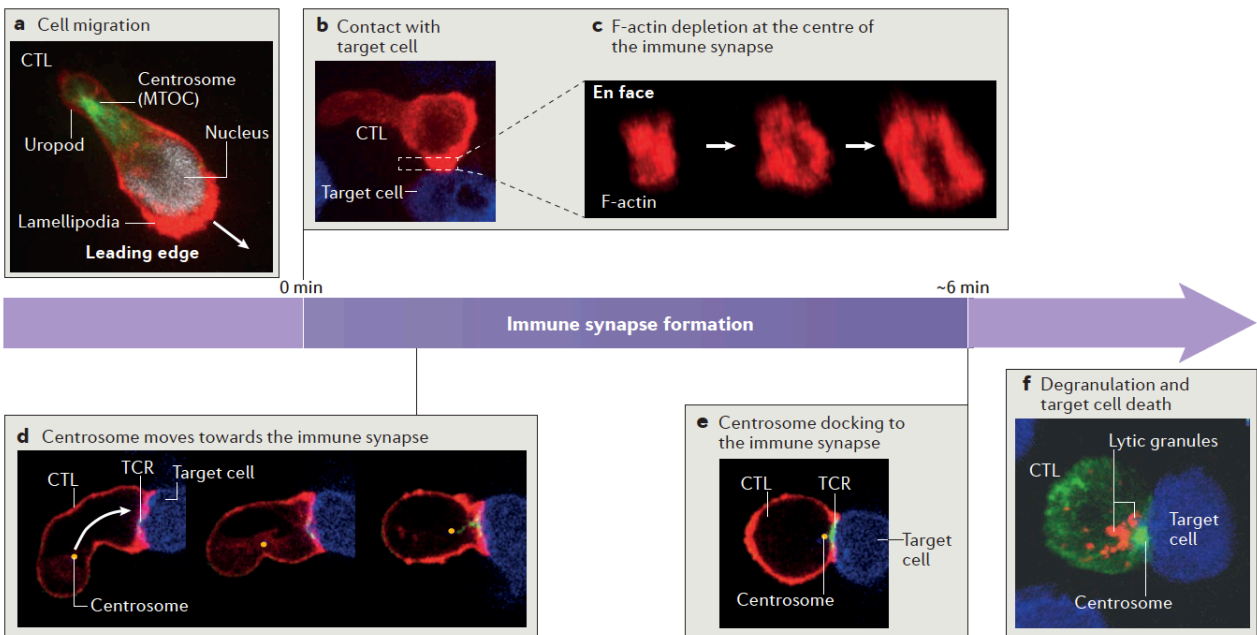 a Cell migration
CTL
Centrosome
(MTOC)
Nucleus
Uropod
Lamellipodia
Leading edge
b Contact with
target cell
CTL
Target cell
c F-actin depletion at the centre of
the immune synapse
En face
F-actin
0 min
~6 min
Immune synapse formation
d Centrosome moves towards the immune synapse
CTL
TCR
Target cell
Centrosome
e Centrosome docking to
the immune synapse
CTL
TCR
Target
cell
Centrosome
f Degranulation and
target cell death
Lytic granules
CTL
Target
cell
Centrosome